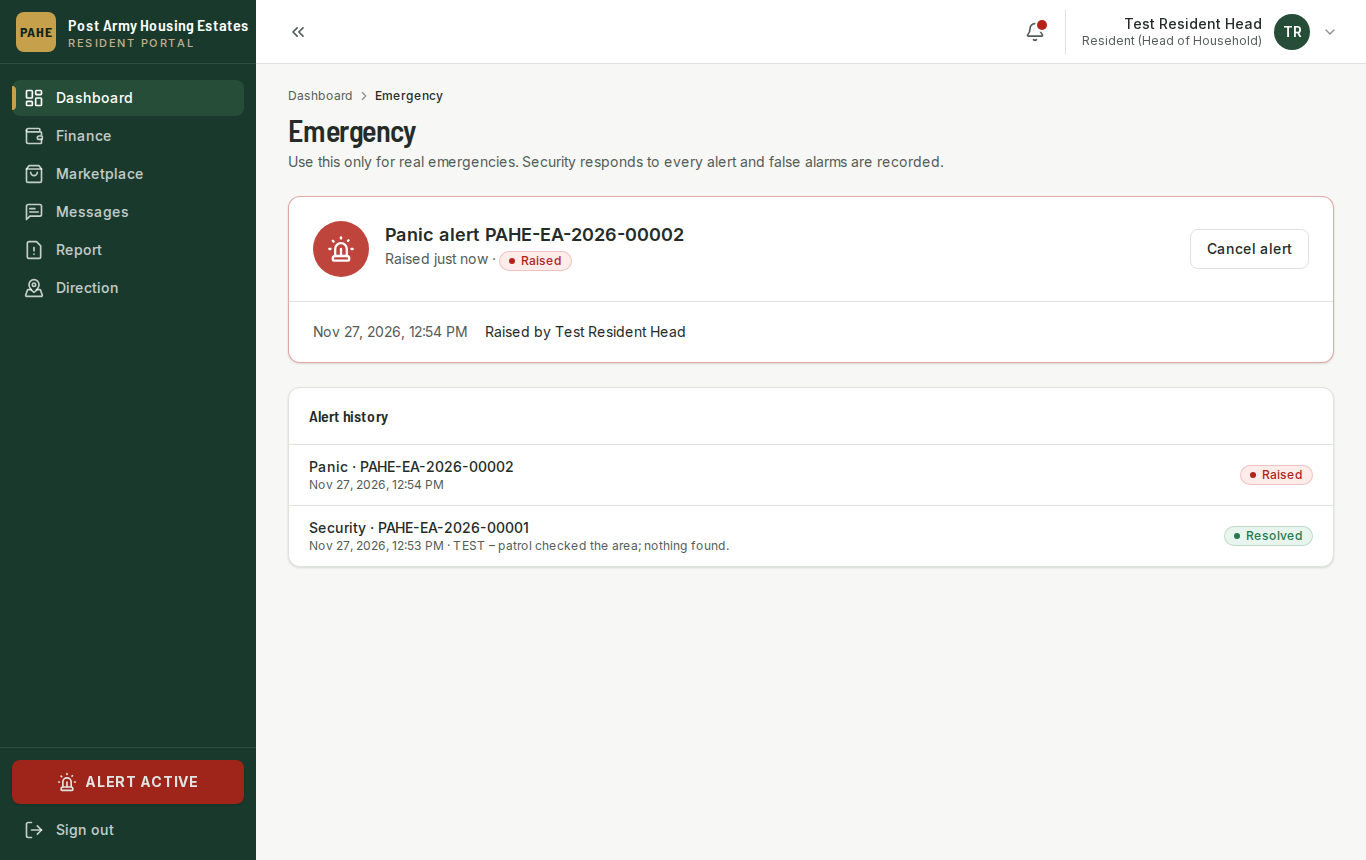 PAHE
Post Army Housing Estates
RESIDENT PORTAL
Dashboard
Finance
Marketplace
Messages
Report
Direction
ALERT ACTIVE
Sign out
Test Resident Head
Resident (Head of Household)
TR
Dashboard > Emergency
Emergency
Use this only for real emergencies. Security responds to every alert and false alarms are recorded.
Panic alert PAHE-EA-2026-00002
Raised just now · Raised
Cancel alert
Nov 27, 2026, 12:54 PM Raised by Test Resident Head
Alert history
Panic · PAHE-EA-2026-00002
Nov 27, 2026, 12:54 PM
Raised
Security · PAHE-EA-2026-00001
Nov 27, 2026, 12:53 PM · TEST – patrol checked the area; nothing found.
Resolved